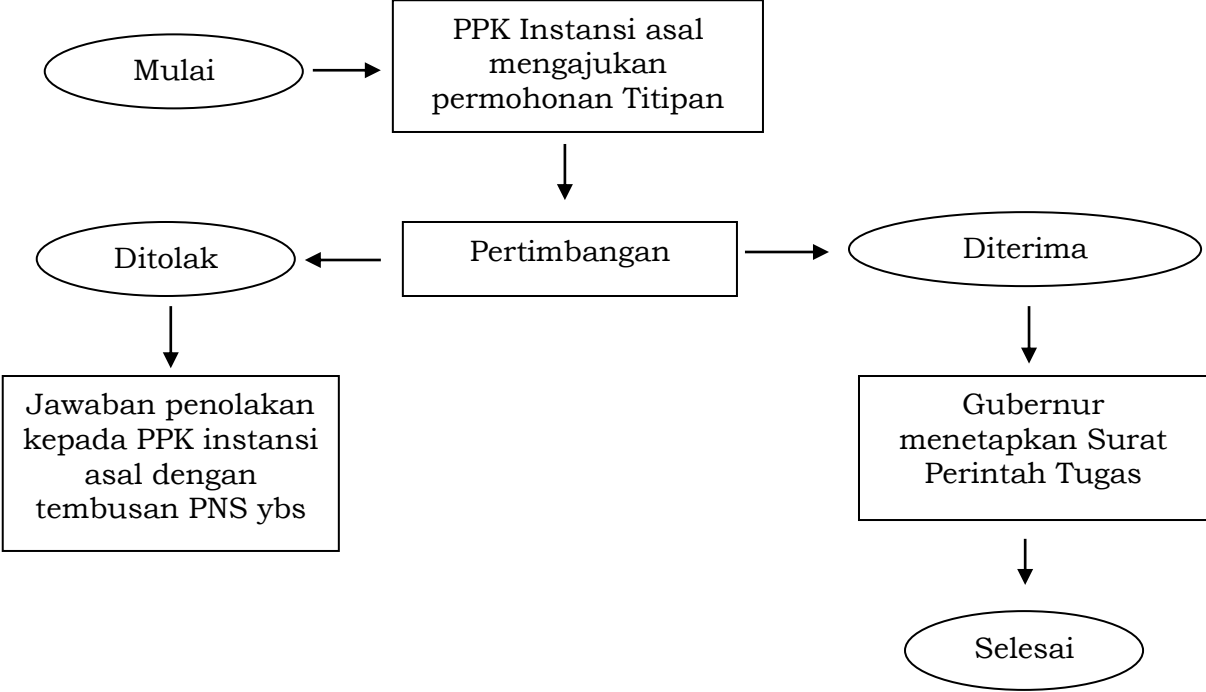 Mulai
PPK Instansi asal
mengajukan
permohonan Titipan
Ditolak
Pertimbangan
Diterima
Jawaban penolakan
kepada PPK instansi
asal dengan
tembusan PNS ybs
Gubernur
menetapkan Surat
Perintah Tugas
Selesai